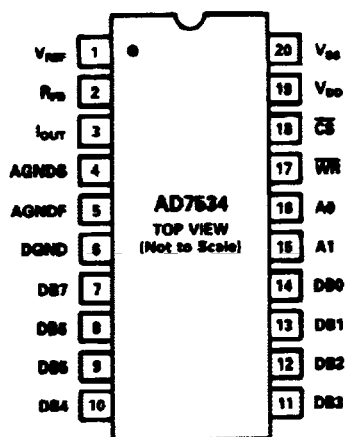 V_REF 1
R_FB 2
I_OUT 3
AGNDS 4
AGNDF 5
DGND 6
DB7 7
DB6 8
DB5 9
DB4 10
AD7534
TOP VIEW
(Not to Scale)
20 V_SS
19 V_DD
18 C̅S̅
17 W̅R̅
16 A0
15 A1
14 DB0
13 DB1
12 DB2
11 DB3